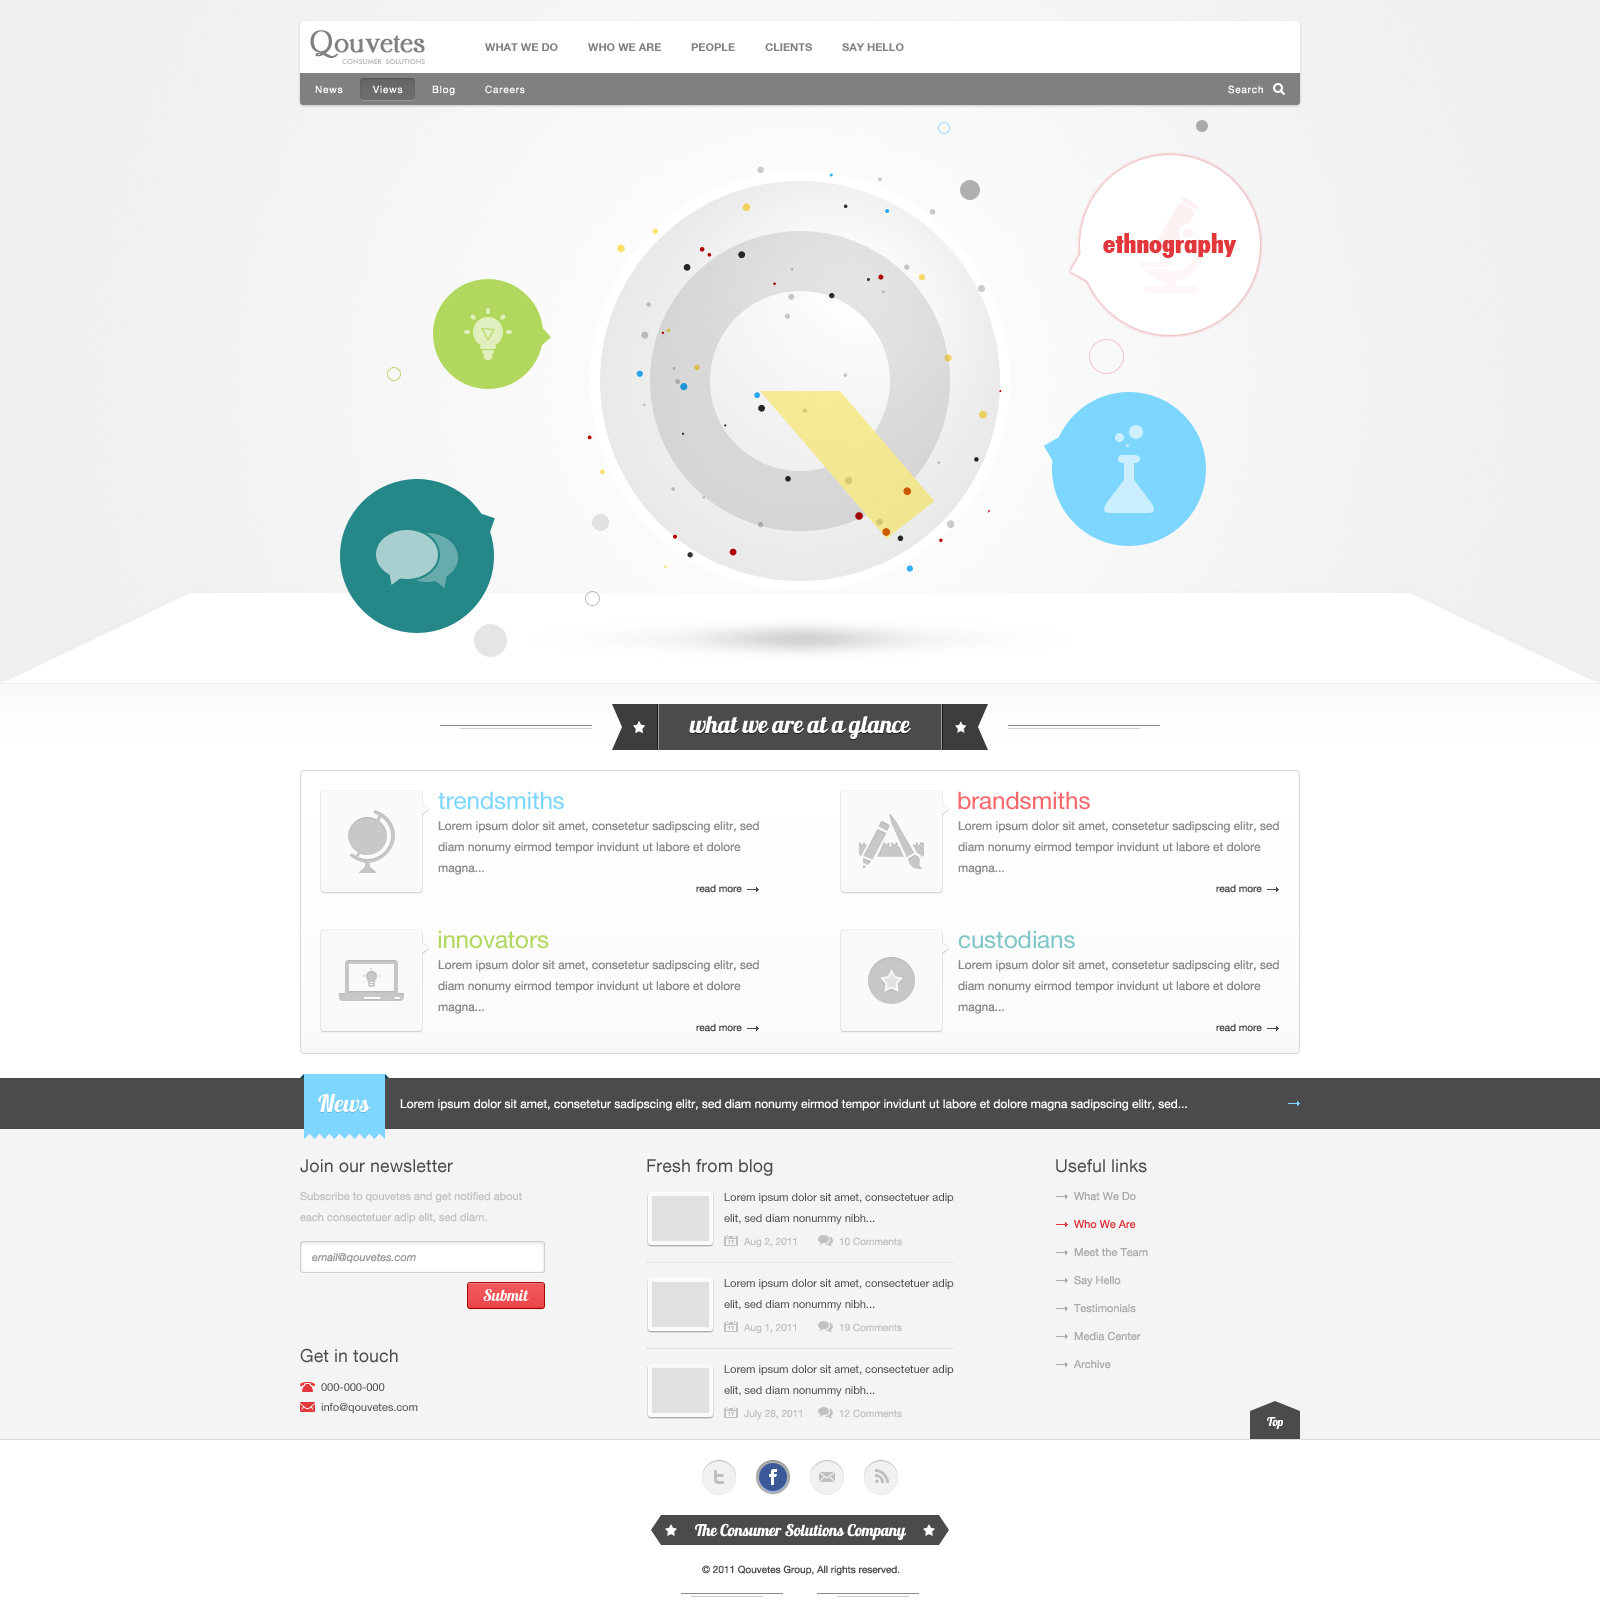 Qouvetes
CONSUMER SOLUTIONS
WHAT WE DO
WHO WE ARE
PEOPLE
CLIENTS
SAY HELLO
News
Views
Blog
Careers
Search
ethnography
what we are at a glance
trendsmiths
Lorem ipsum dolor sit amet, consetetur sadipscing elitr, sed
diam nonumy eirmod tempor invidunt ut labore et dolore
magna...
read more
brandsmiths
Lorem ipsum dolor sit amet, consetetur sadipscing elitr, sed
diam nonumy eirmod tempor invidunt ut labore et dolore
magna...
read more
innovators
Lorem ipsum dolor sit amet, consetetur sadipscing elitr, sed
diam nonumy eirmod tempor invidunt ut labore et dolore
magna...
read more
custodians
Lorem ipsum dolor sit amet, consetetur sadipscing elitr, sed
diam nonumy eirmod tempor invidunt ut labore et dolore
magna...
read more
News
Lorem ipsum dolor sit amet, consetetur sadipscing elitr, sed diam nonumy eirmod tempor invidunt ut labore et dolore magna sadipscing elitr, sed...
Join our newsletter
Subscribe to qouvetes and get notified about
each consectetuer adip elit, sed diam.
email@qouvetes.com
Submit
Get in touch
000-000-000
info@qouvetes.com
Fresh from blog
Lorem ipsum dolor sit amet, consectetuer adip
elit, sed diam nonummy nibh...
17 Aug 2, 2011
10 Comments
Lorem ipsum dolor sit amet, consectetuer adip
elit, sed diam nonummy nibh...
17 Aug 1, 2011
19 Comments
Lorem ipsum dolor sit amet, consectetuer adip
elit, sed diam nonummy nibh...
17 July 28, 2011
12 Comments
Useful links
What We Do
Who We Are
Meet the Team
Say Hello
Testimonials
Media Center
Archive
Top
The Consumer Solutions Company
© 2011 Qouvetes Group, All rights reserved.